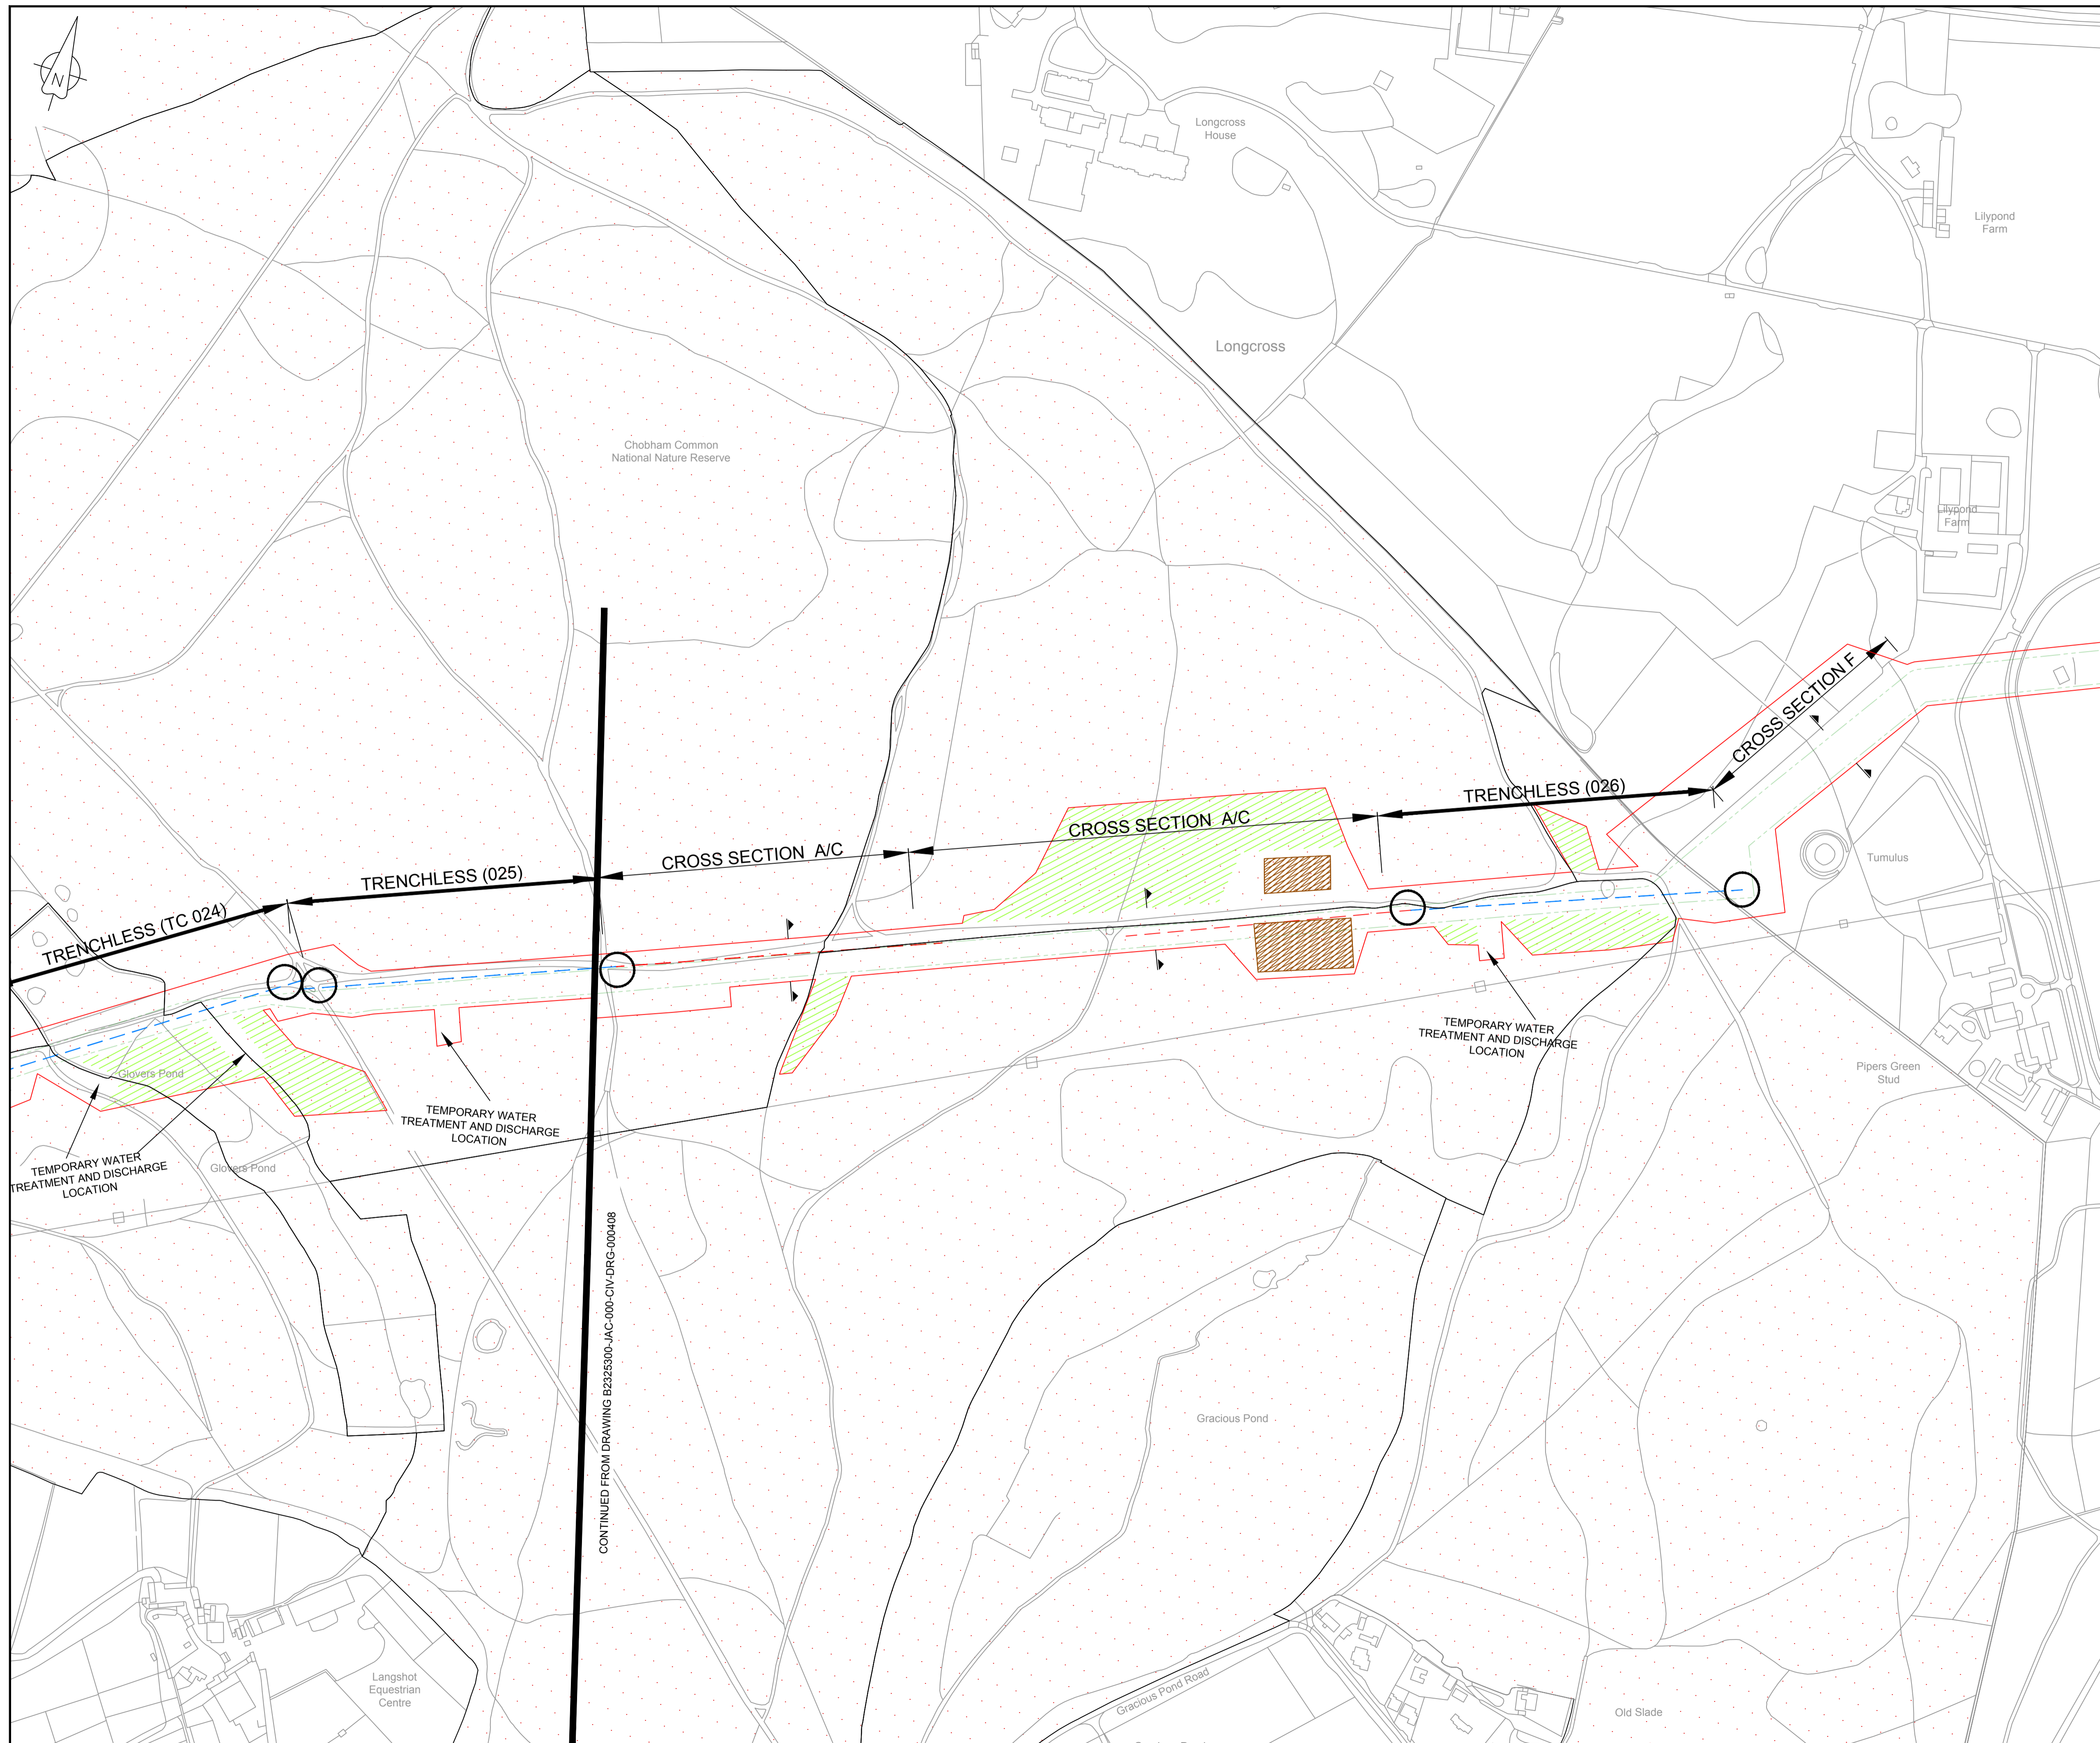 N
Longcross
House
Lilypond
Farm
Longcross
Chobham Common
National Nature Reserve
Lilypond
Farm
CROSS SECTION F
TRENCHLESS (026)
CROSS SECTION A/C
CROSS SECTION A/C
TRENCHLESS (025)
TRENCHLESS (TC 024)
Tumulus
TEMPORARY WATER
TREATMENT AND DISCHARGE
LOCATION
Pipers Green
Stud
Glovers Pond
TEMPORARY WATER
TREATMENT AND DISCHARGE
LOCATION
TEMPORARY WATER
TREATMENT AND DISCHARGE
LOCATION
Glovers Pond
CONTINUED FROM DRAWING B2325300-JAC-000-CIV-DRG-000408
Gracious Pond
Langshot
Equestrian
Centre
Gracious Pond Road
Old Slade